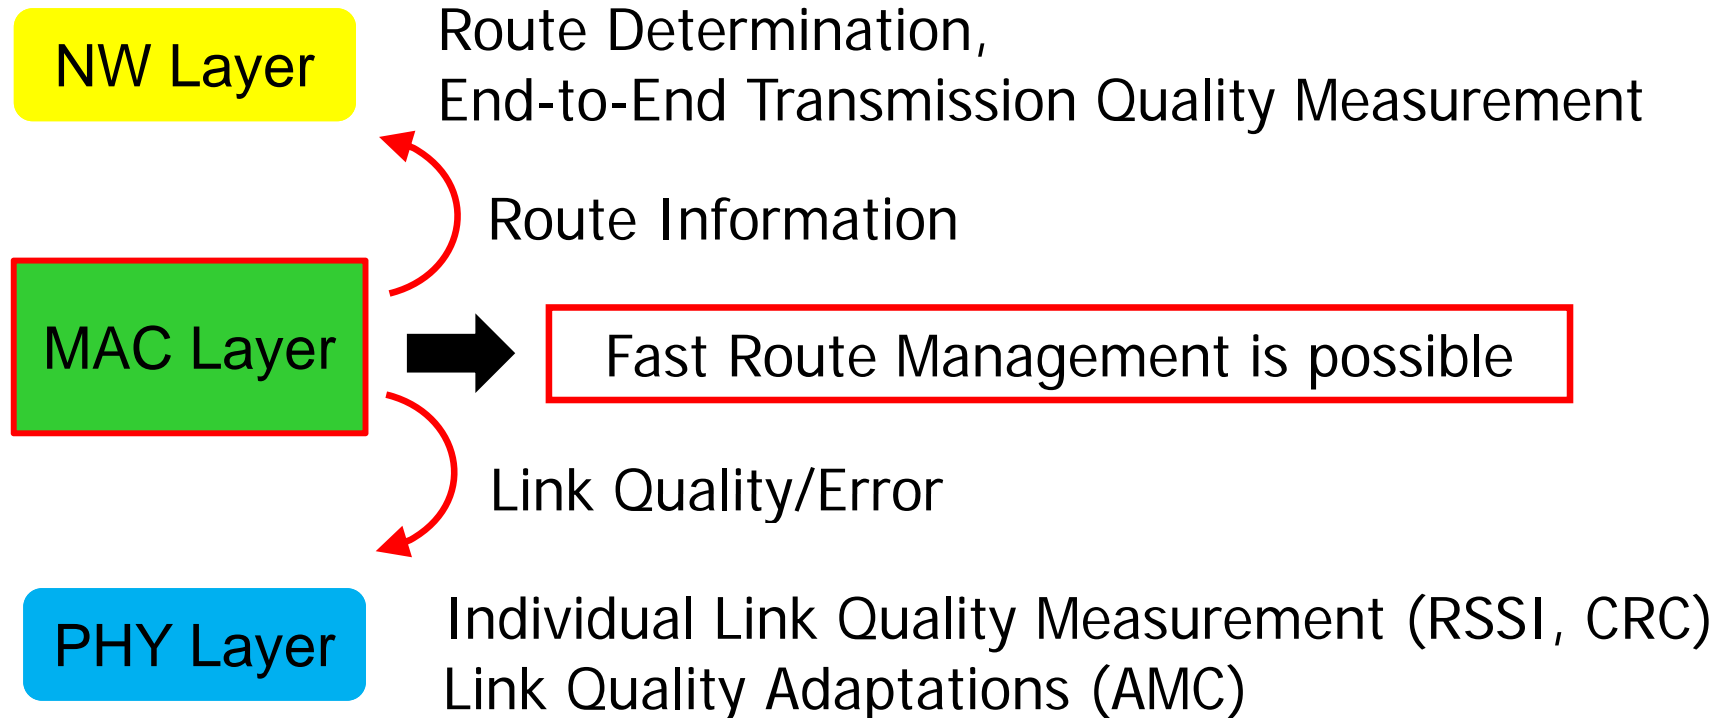 NW Layer
Route Determination,
End-to-End Transmission Quality Measurement
Route Information
MAC Layer
Fast Route Management is possible
Link Quality/Error
PHY Layer
Individual Link Quality Measurement (RSSI, CRC)
Link Quality Adaptations (AMC)